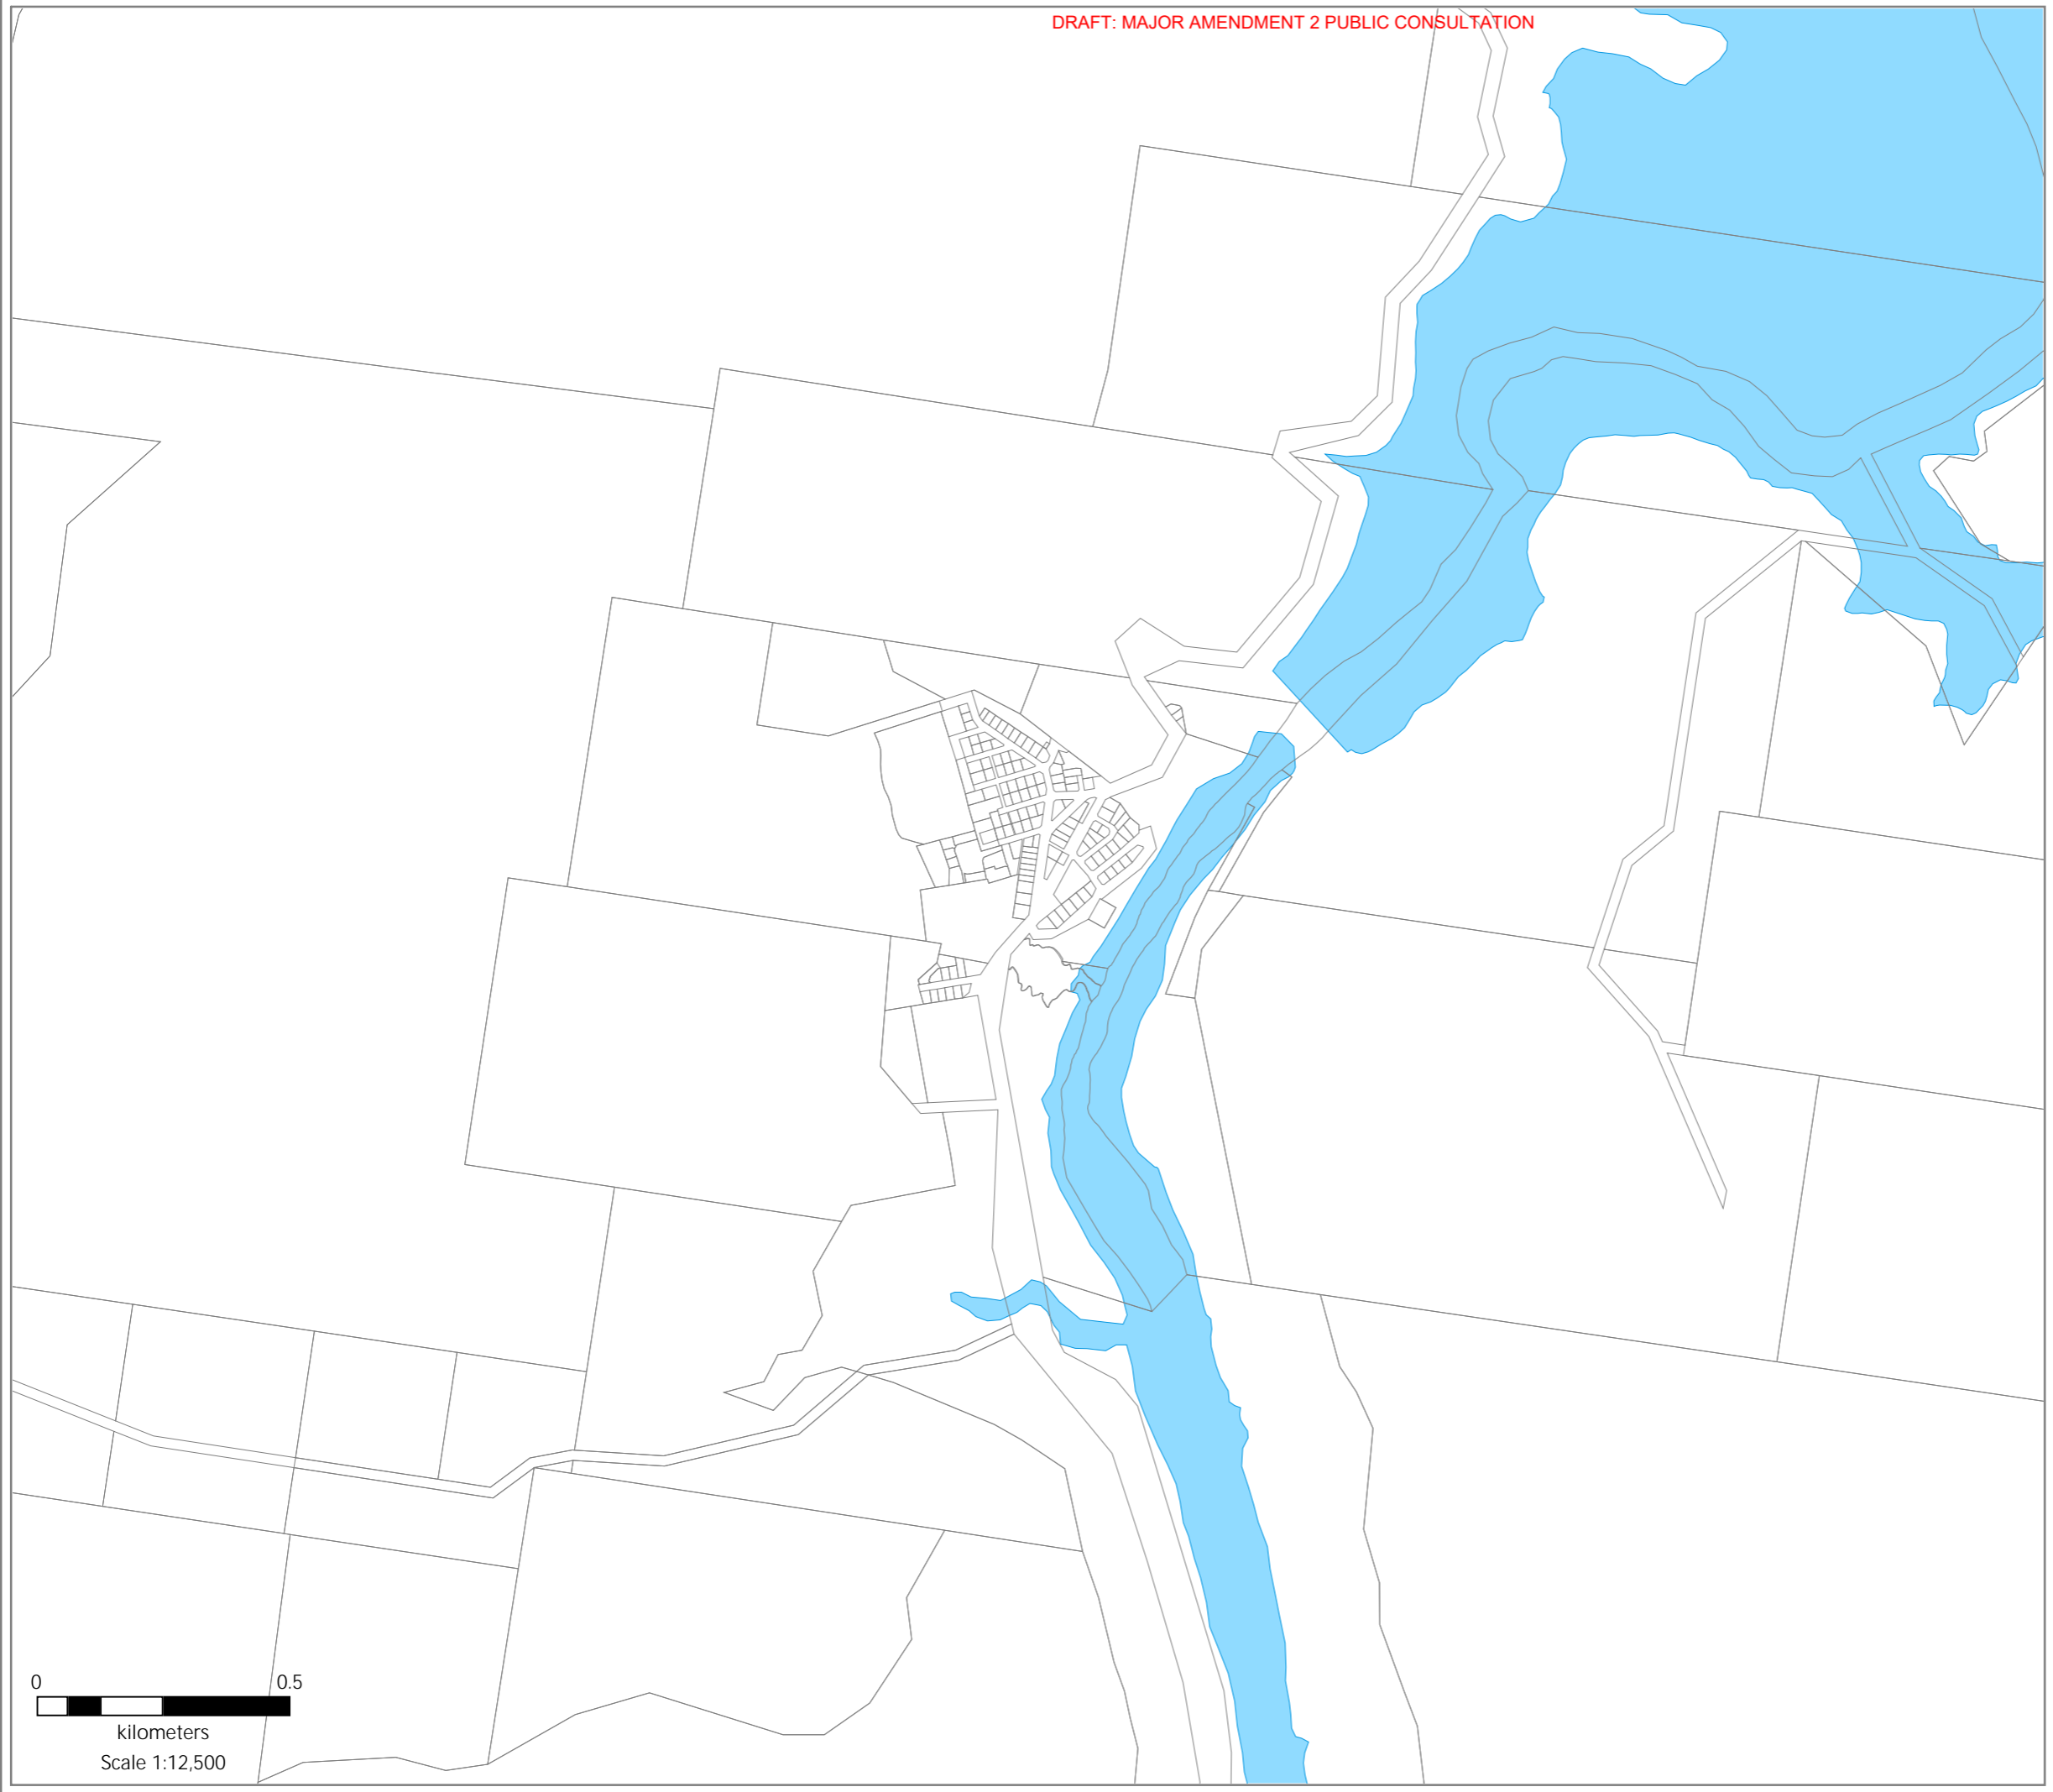 DRAFT: MAJOR AMENDMENT 2 PUBLIC CONSULTATION
0 0.5
kilometers
Scale 1:12,500